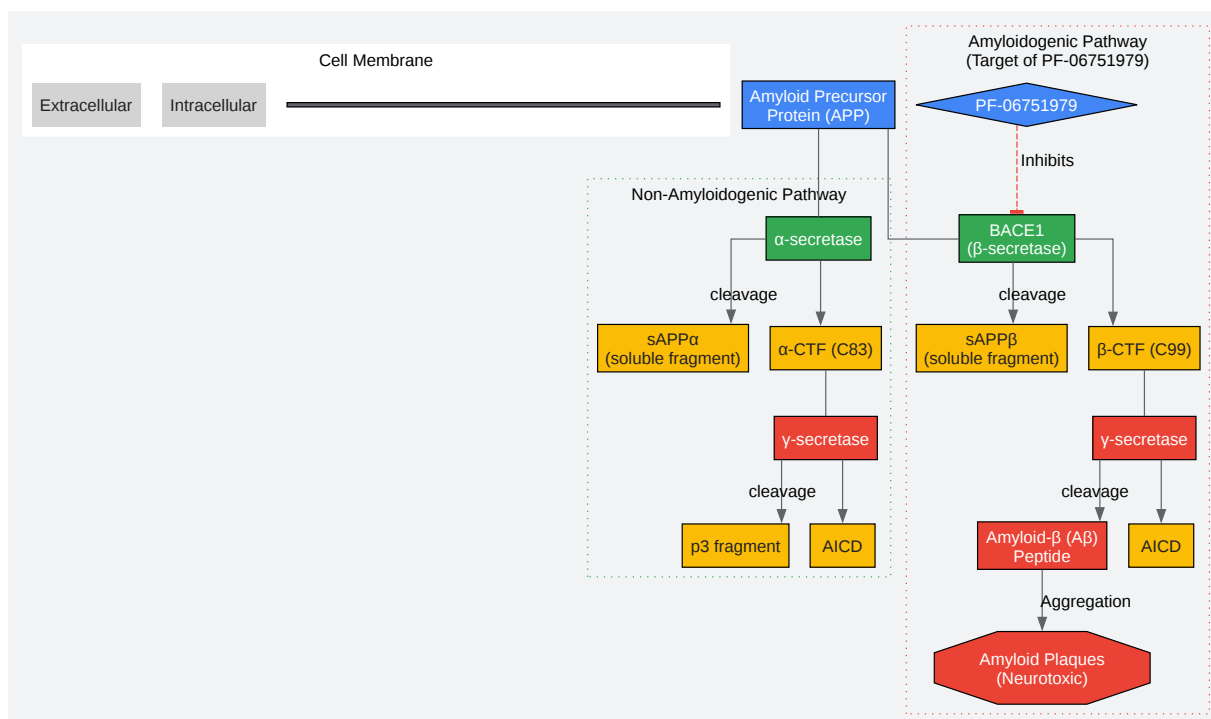 Cell Membrane
Extracellular
Intracellular
Amyloid Precursor
Protein (APP)
Amyloidogenic Pathway
(Target of PF-06751979)
PF-06751979
Inhibits
Non-Amyloidogenic Pathway
α-secretase
BACE1
(β-secretase)
cleavage
cleavage
sAPPα
(soluble fragment)
α-CTF (C83)
sAPPβ
(soluble fragment)
β-CTF (C99)
γ-secretase
γ-secretase
cleavage
cleavage
p3 fragment
AICD
Amyloid-β (Aβ)
Peptide
AICD
Aggregation
Amyloid Plaques
(Neurotoxic)